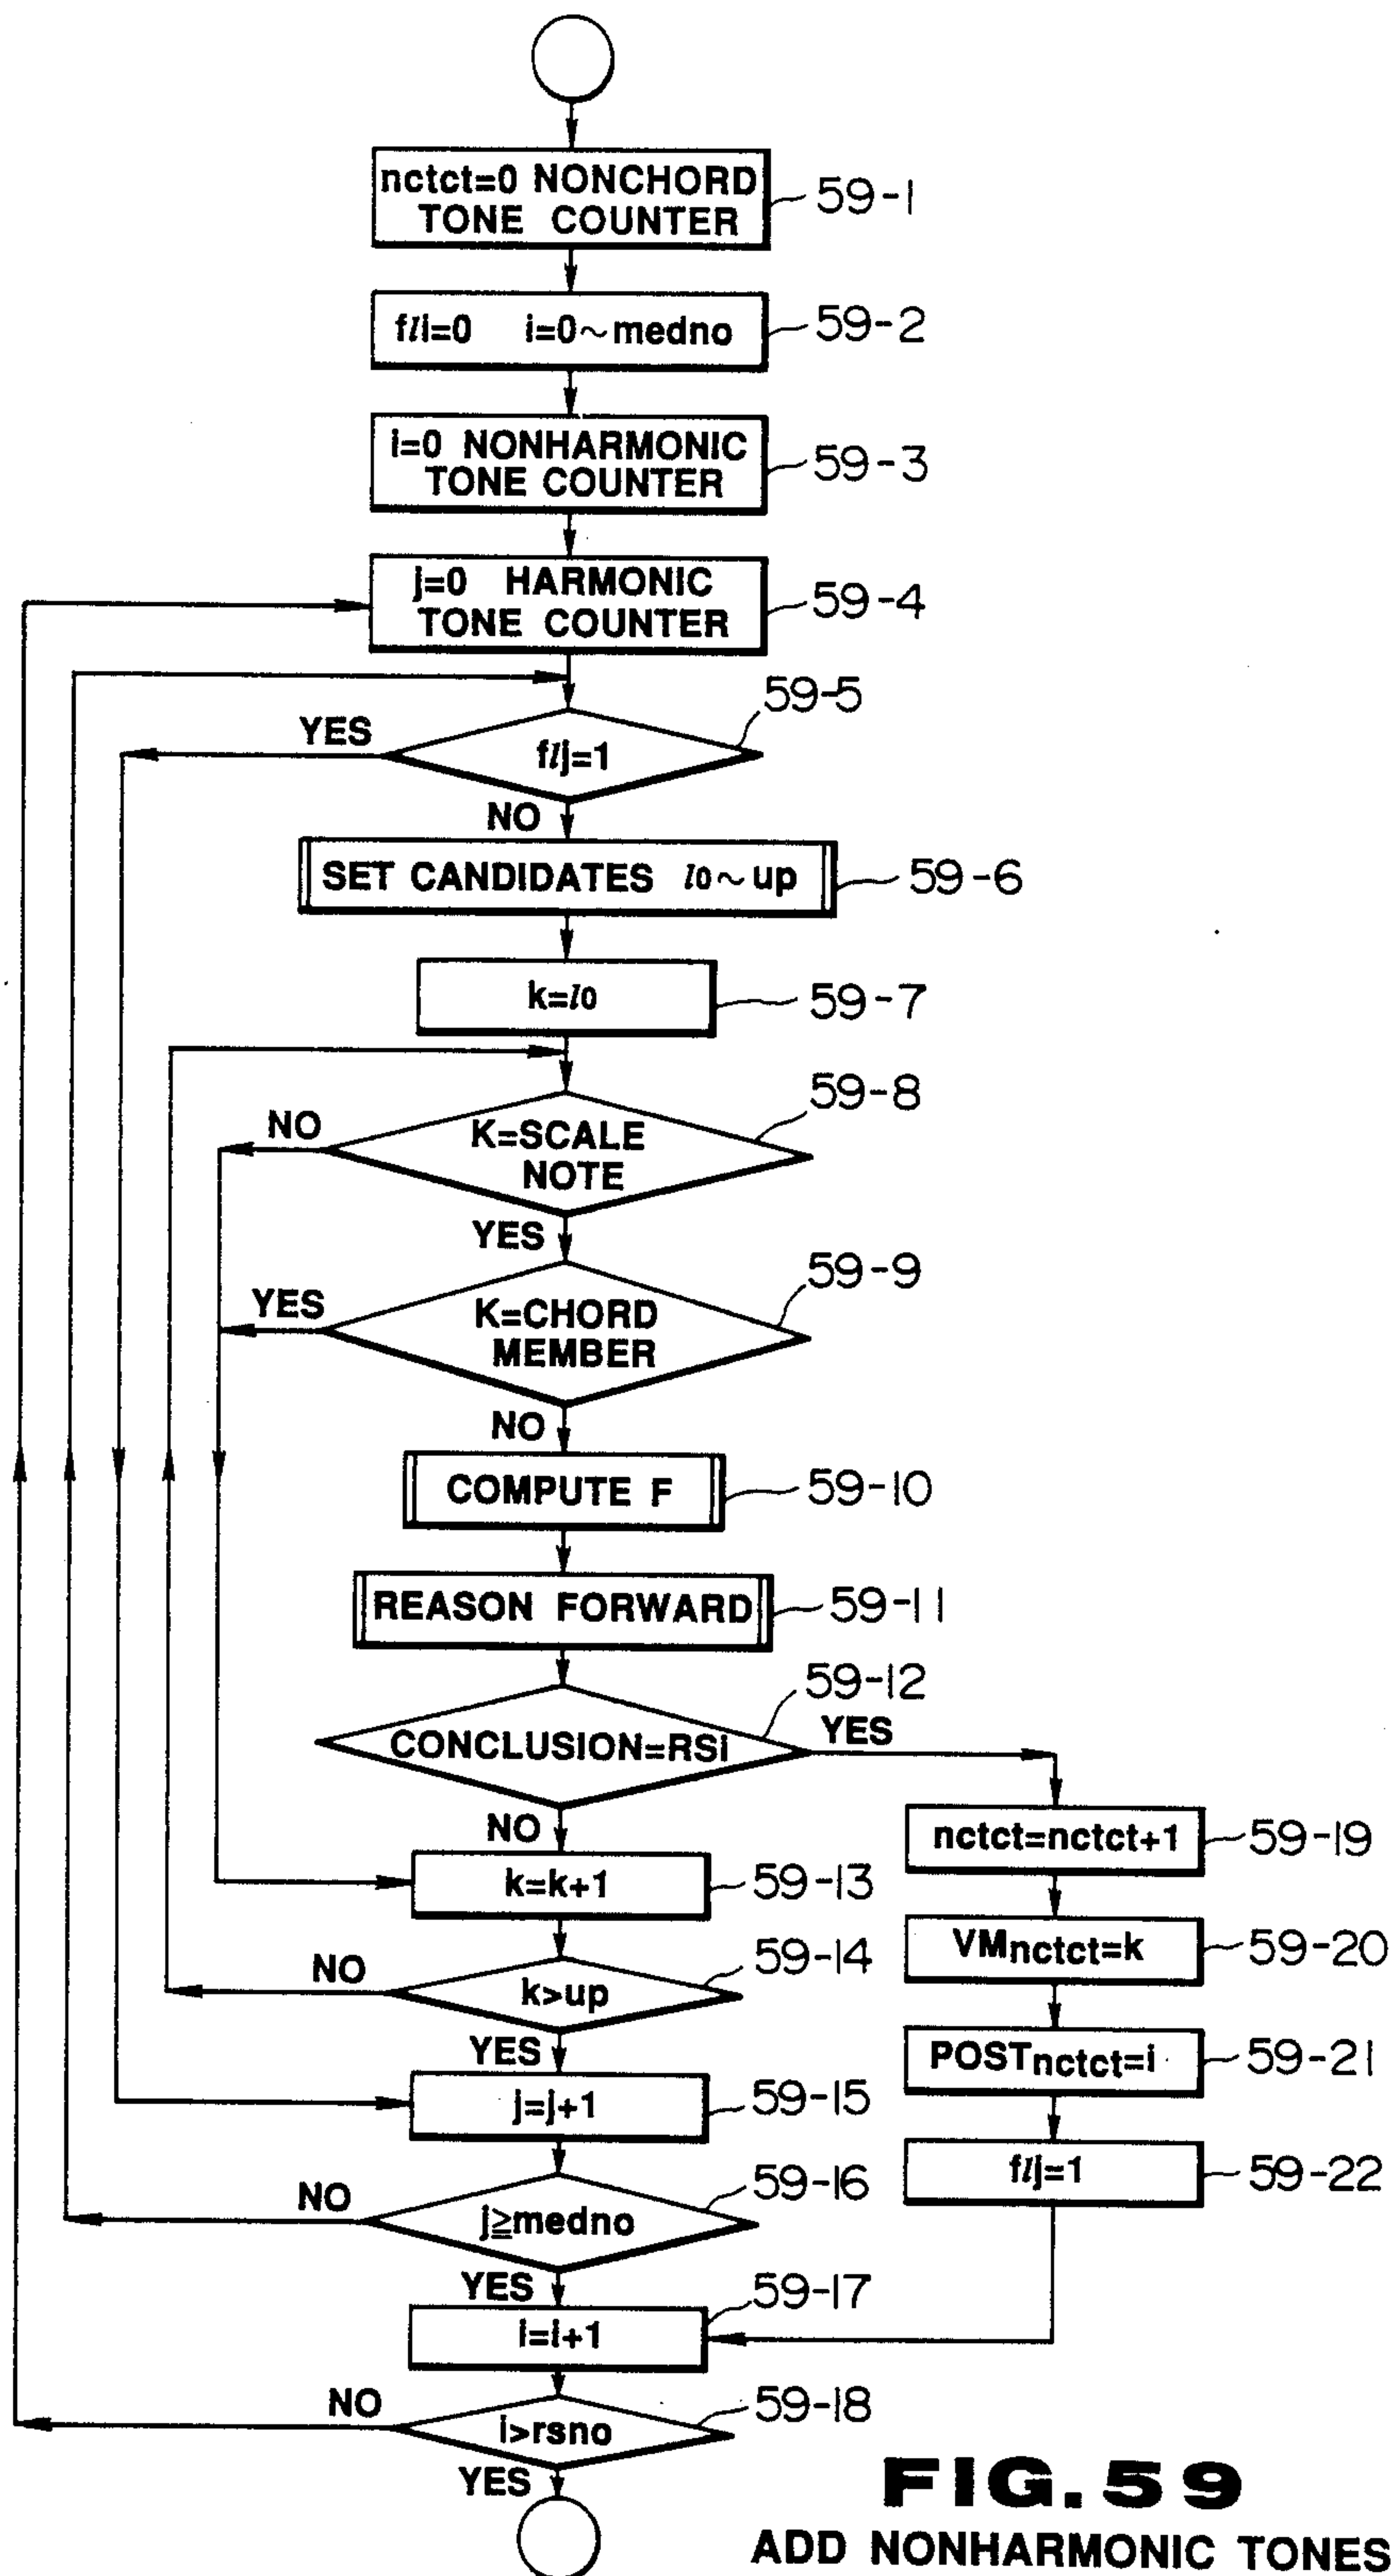 nctct=0 NONCHORD
TONE COUNTER
59-1
fli=0 i=0~medno
59-2
i=0 NONHARMONIC
TONE COUNTER
59-3
j=0 HARMONIC
TONE COUNTER
59-4
59-5
YES
flj=1
NO
SET CANDIDATES lo~up
59-6
k=lo
59-7
59-8
NO
K=SCALE
NOTE
YES
59-9
YES
K=CHORD
MEMBER
NO
COMPUTE F
59-10
REASON FORWARD
59-11
59-12
CONCLUSION=RSi
YES
NO
nctct=nctct+1
59-19
k=k+1
59-13
VMnctct=k
59-20
59-14
NO
k>up
YES
POSTnctct=i
59-21
j=j+1
59-15
flj=1
59-22
59-16
NO
j≧medno
YES
59-17
i=i+1
59-18
NO
i>rsno
YES
FIG.59
ADD NONHARMONIC TONES